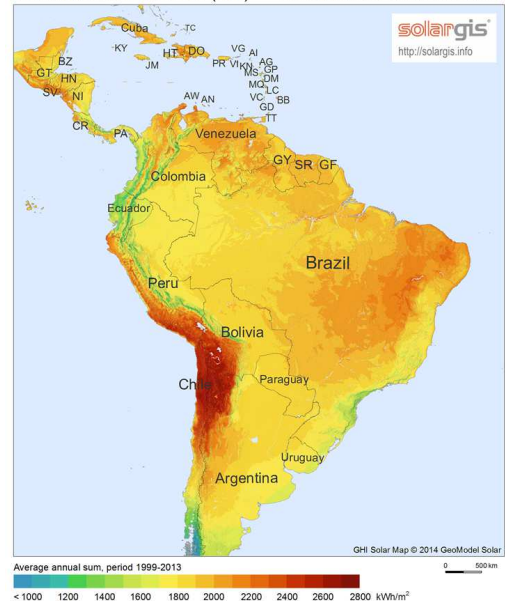 solargis
http://solargis.info
Cuba
TC
KY
HT
DO
JM
PR
VG
VI
AI
KN
AG
MS
GP
DM
MQ
LC
VC
BB
GD
TT
AW
AN
BZ
GT
HN
SV
NI
CR
PA
Venezuela
GY
SR
GF
Colombia
Ecuador
Brazil
Peru
Bolivia
Paraguay
Uruguay
Argentina
GHI Solar Map © 2014 GeoModel Solar
Average annual sum, period 1999-2013
0 500 km
< 1000 1200 1400 1600 1800 2000 2200 2400 2600 2800 kWh/m²